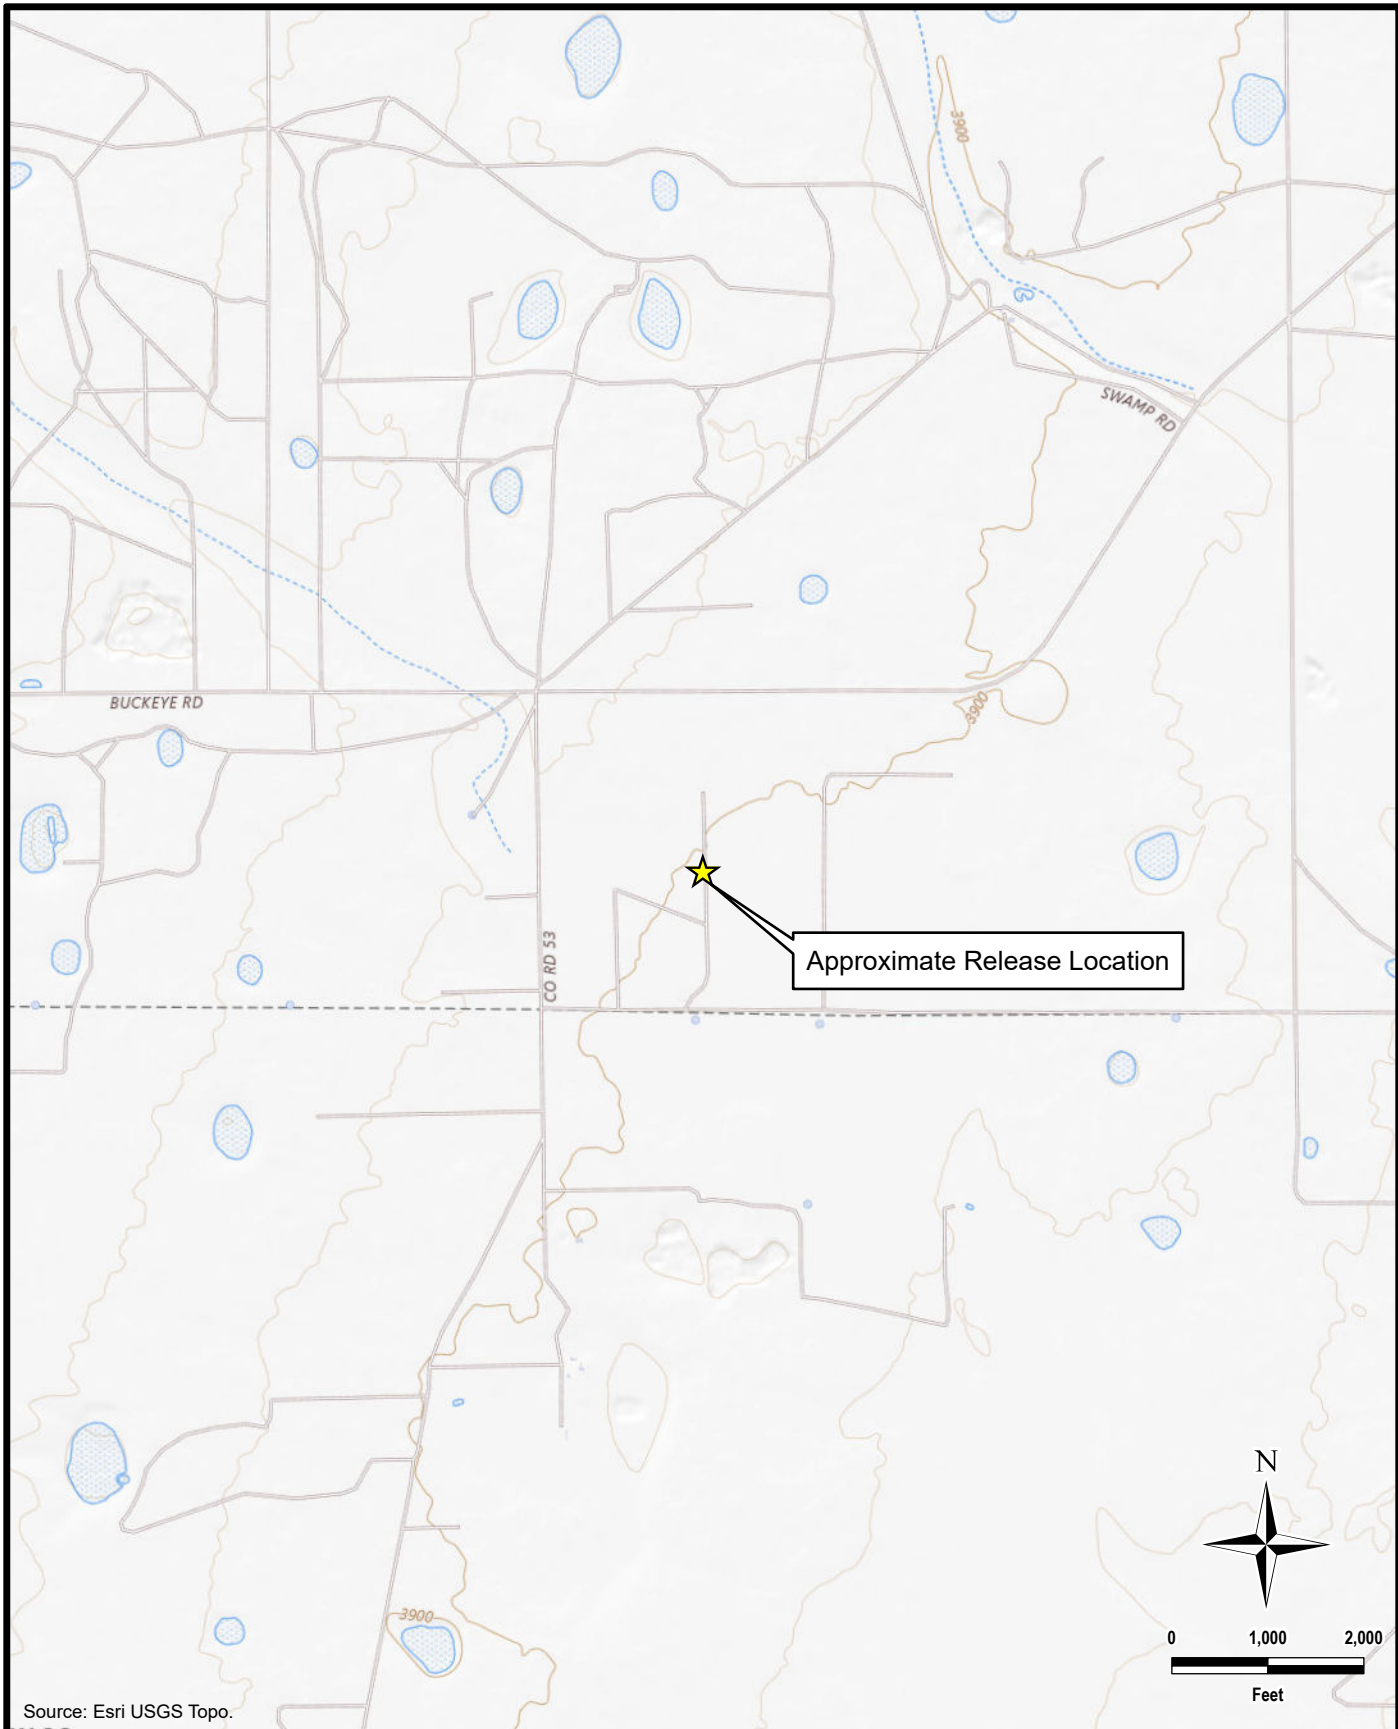 3900
SWAMP RD
BUCKEYE RD
3900
CO RD 53
Approximate Release Location
N
3900
0 1,000 2,000
Feet
Source: Esri USGS Topo.